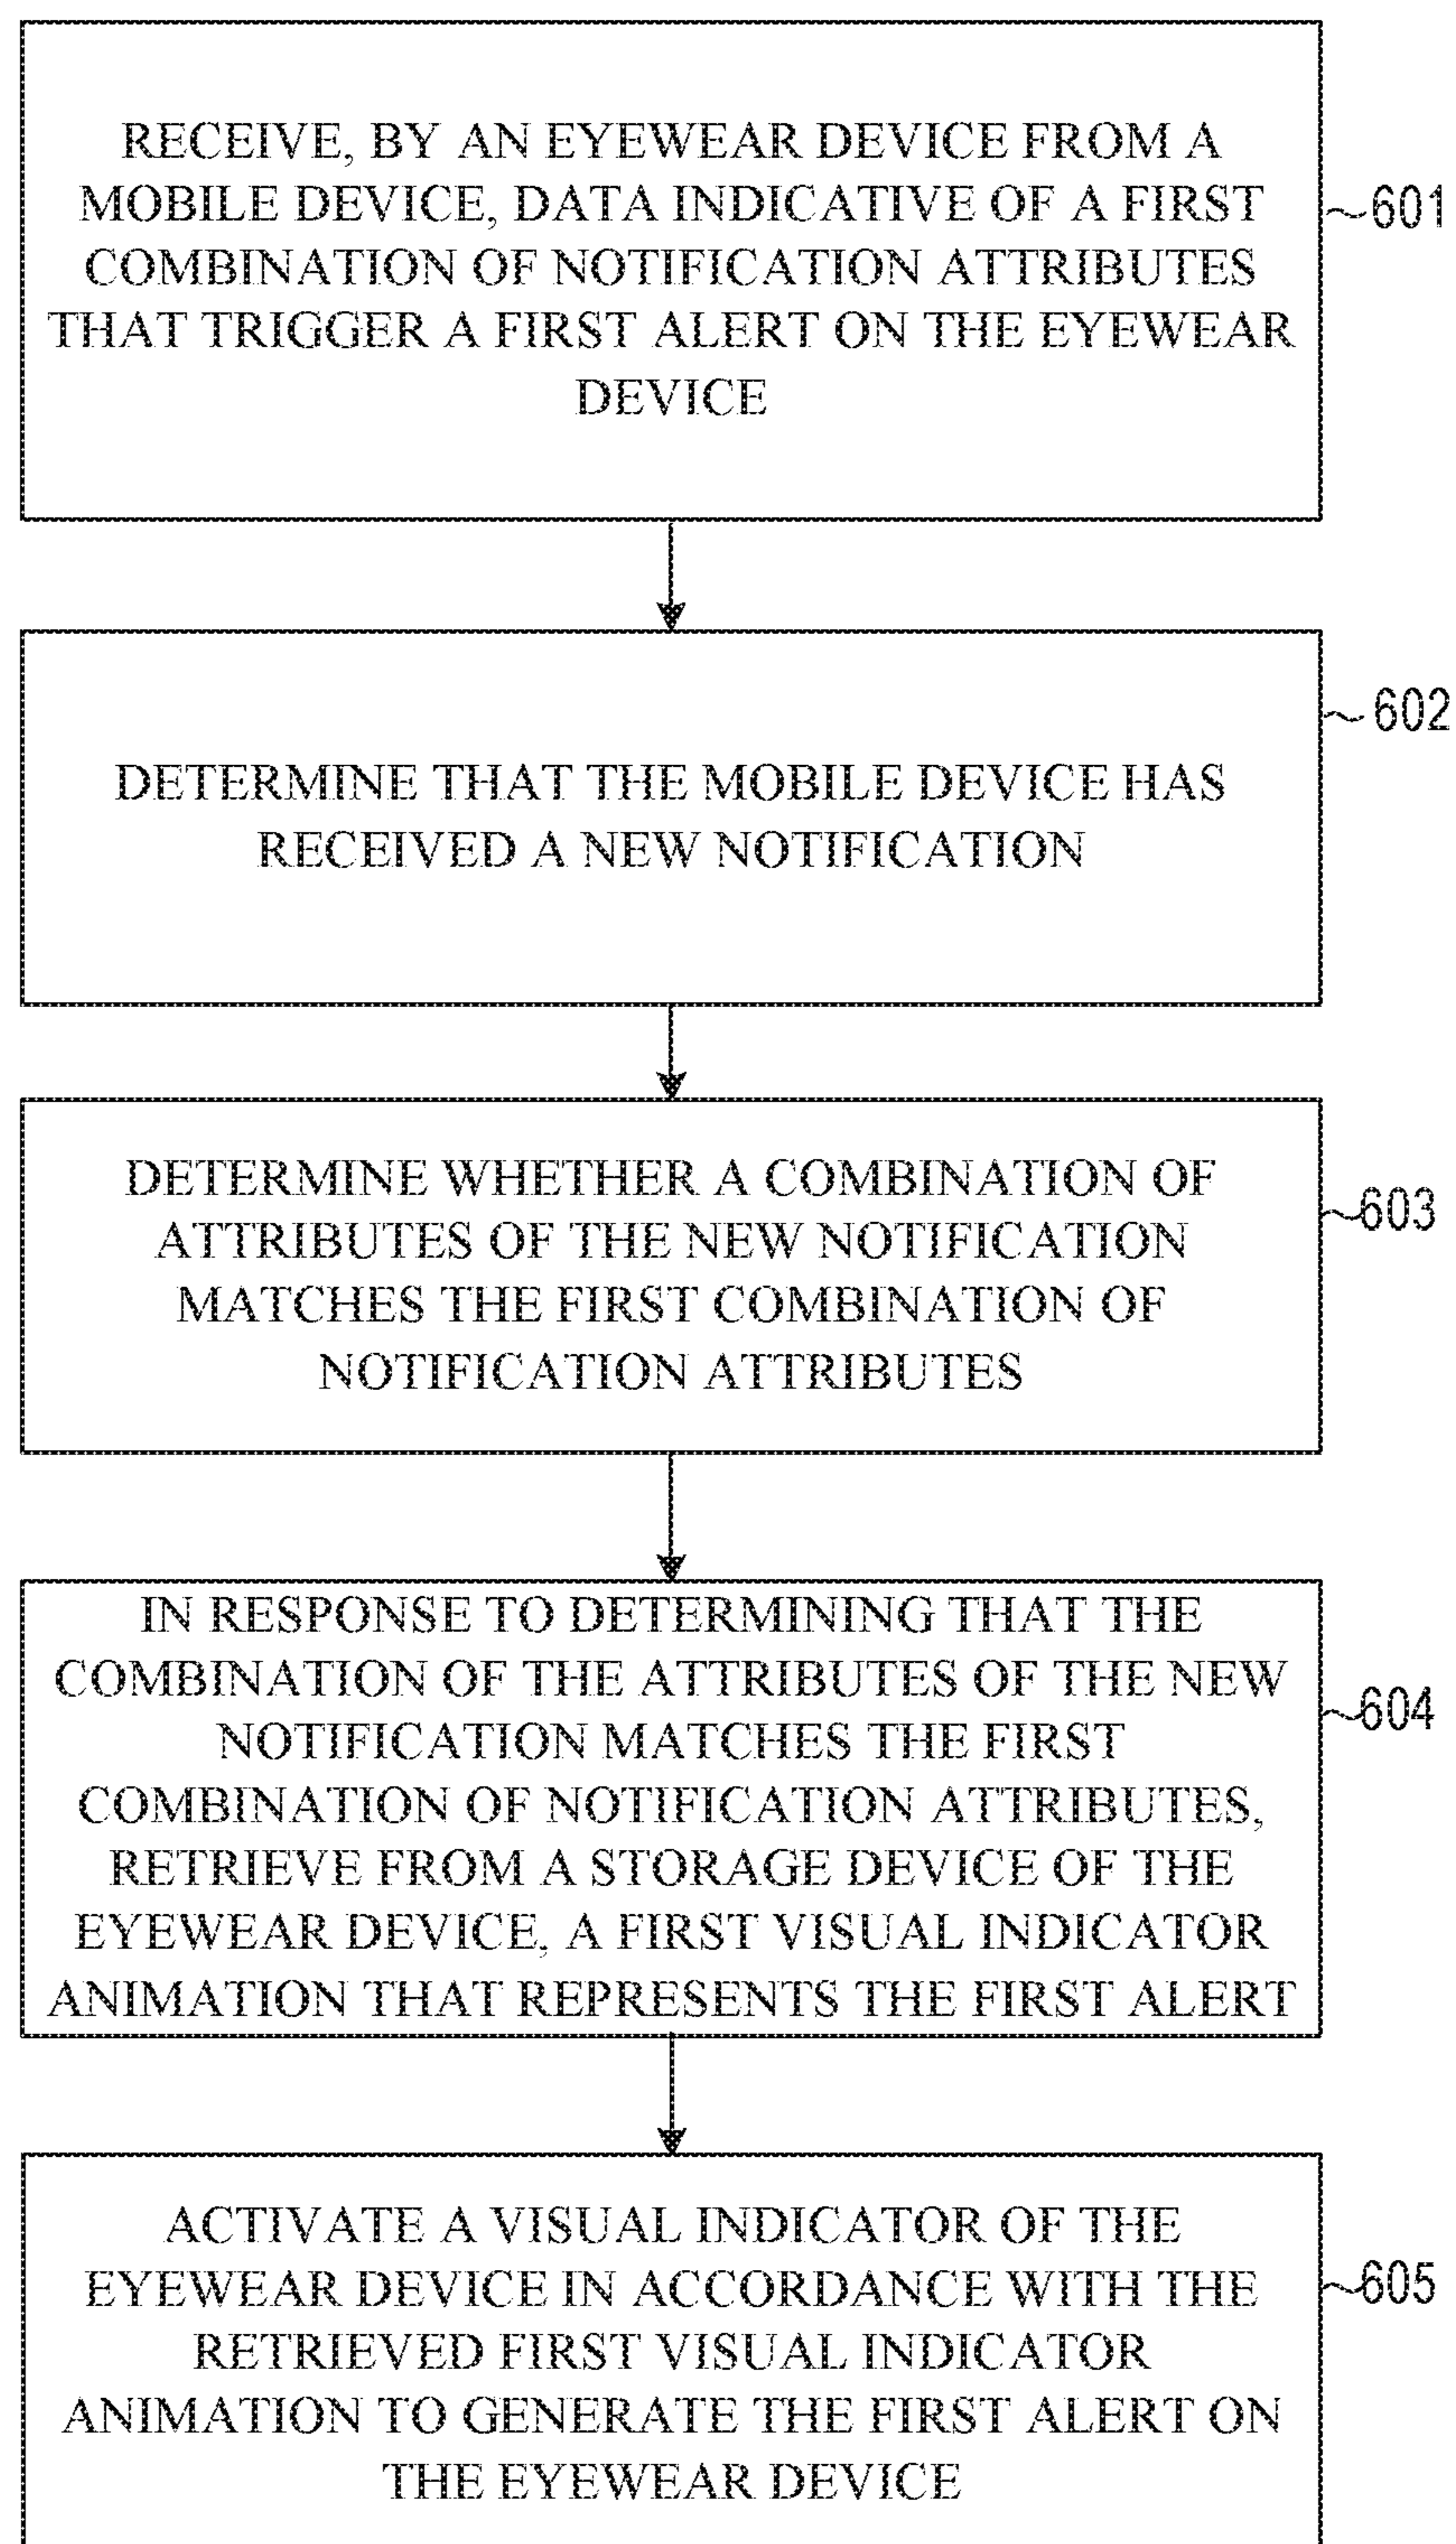 RECEIVE, BY AN EYEWEAR DEVICE FROM A
MOBILE DEVICE, DATA INDICATIVE OF A FIRST
COMBINATION OF NOTIFICATION ATTRIBUTES
THAT TRIGGER A FIRST ALERT ON THE EYEWEAR
DEVICE
601
602
DETERMINE THAT THE MOBILE DEVICE HAS
RECEIVED A NEW NOTIFICATION
DETERMINE WHETHER A COMBINATION OF
ATTRIBUTES OF THE NEW NOTIFICATION
MATCHES THE FIRST COMBINATION OF
NOTIFICATION ATTRIBUTES
603
IN RESPONSE TO DETERMINING THAT THE
COMBINATION OF THE ATTRIBUTES OF THE NEW
NOTIFICATION MATCHES THE FIRST
COMBINATION OF NOTIFICATION ATTRIBUTES,
RETRIEVE FROM A STORAGE DEVICE OF THE
EYEWEAR DEVICE, A FIRST VISUAL INDICATOR
ANIMATION THAT REPRESENTS THE FIRST ALERT
604
ACTIVATE A VISUAL INDICATOR OF THE
EYEWEAR DEVICE IN ACCORDANCE WITH THE
RETRIEVED FIRST VISUAL INDICATOR
ANIMATION TO GENERATE THE FIRST ALERT ON
THE EYEWEAR DEVICE
605